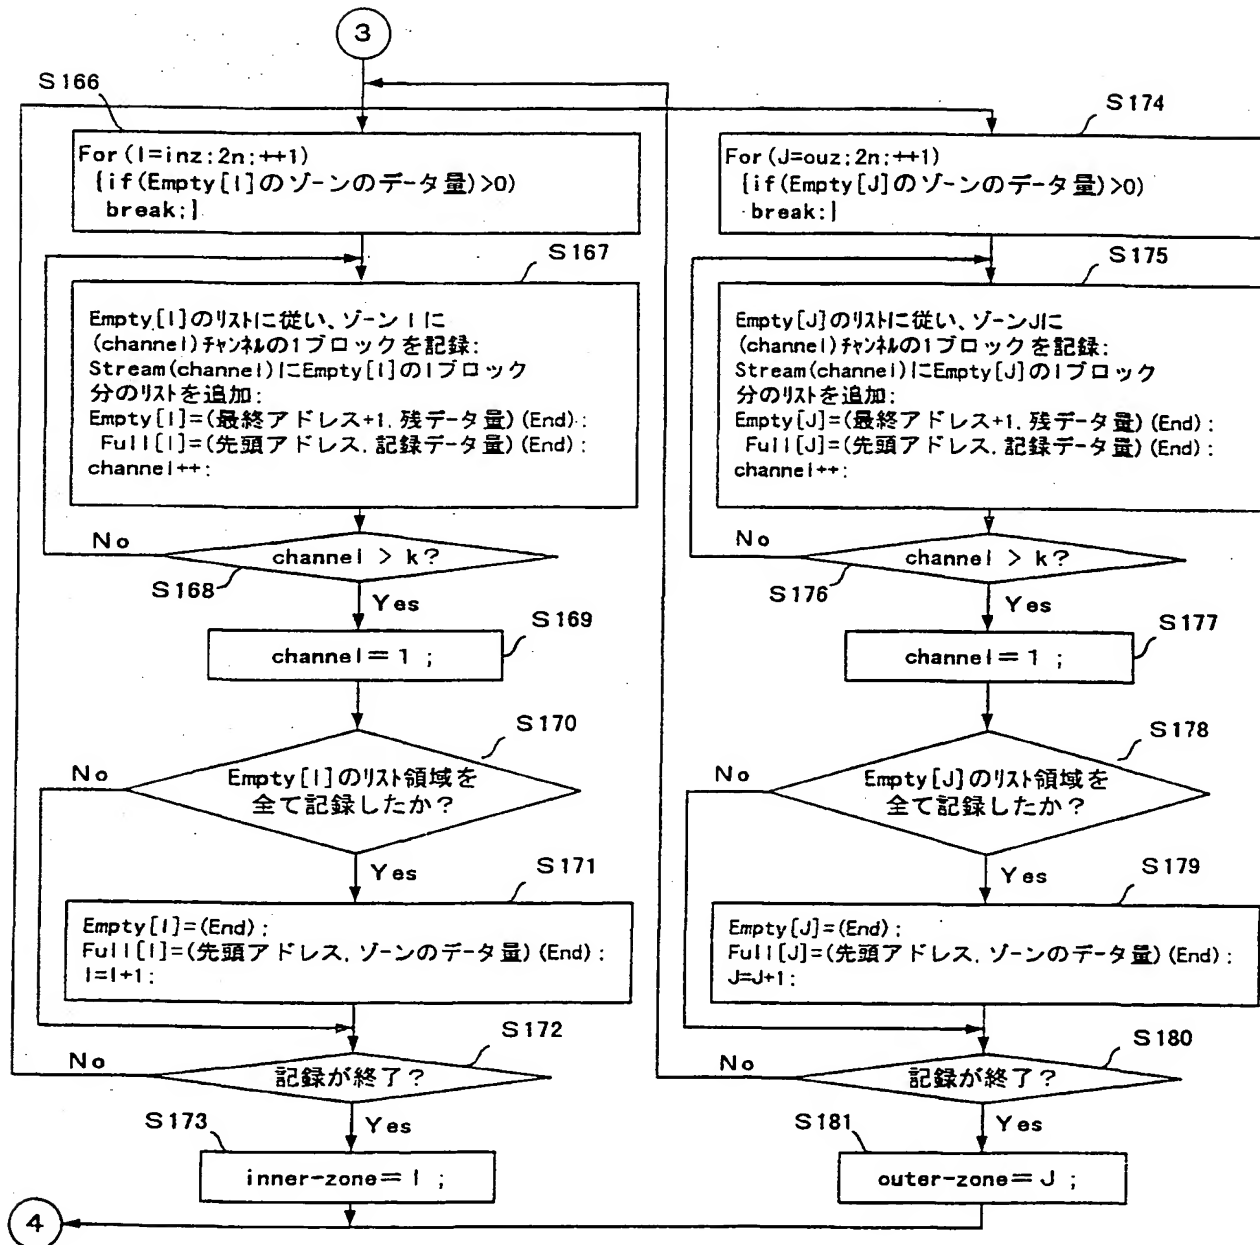 3
S166
For(I=inz;2n;++1)
{if(Empty[I]のゾーンのデータ量)>0)
break;}
S167
Empty[I]のリストに従い、ゾーンIに
(channel)チャンネルの1ブロックを記録:
Stream(channel)にEmpty[I]の1ブロック
分のリストを追加:
Empty[I]=(最終アドレス+1,残データ量)(End):
Full[I]=(先頭アドレス,記録データ量)(End):
channel++:
No
channel > k?
S168
Yes
S169
channel=1 ;
S170
No
Empty[I]のリスト領域を
全て記録したか?
Yes
S171
Empty[I]=(End):
Full[I]=(先頭アドレス,ゾーンのデータ量)(End):
I=I+1:
S172
No
記録が終了?
Yes
S173
inner-zone=I ;
4
S174
For(J=ouz;2n;++1)
{if(Empty[J]のゾーンのデータ量)>0)
break;}
S175
Empty[J]のリストに従い、ゾーンJに
(channel)チャンネルの1ブロックを記録:
Stream(channel)にEmpty[J]の1ブロック
分のリストを追加:
Empty[J]=(最終アドレス+1,残データ量)(End):
Full[J]=(先頭アドレス,記録データ量)(End):
channel++:
No
channel > k?
S176
Yes
S177
channel=1 ;
S178
No
Empty[J]のリスト領域を
全て記録したか?
Yes
S179
Empty[J]=(End):
Full[J]=(先頭アドレス,ゾーンのデータ量)(End):
J=J+1:
S180
No
記録が終了?
Yes
S181
outer-zone=J ;